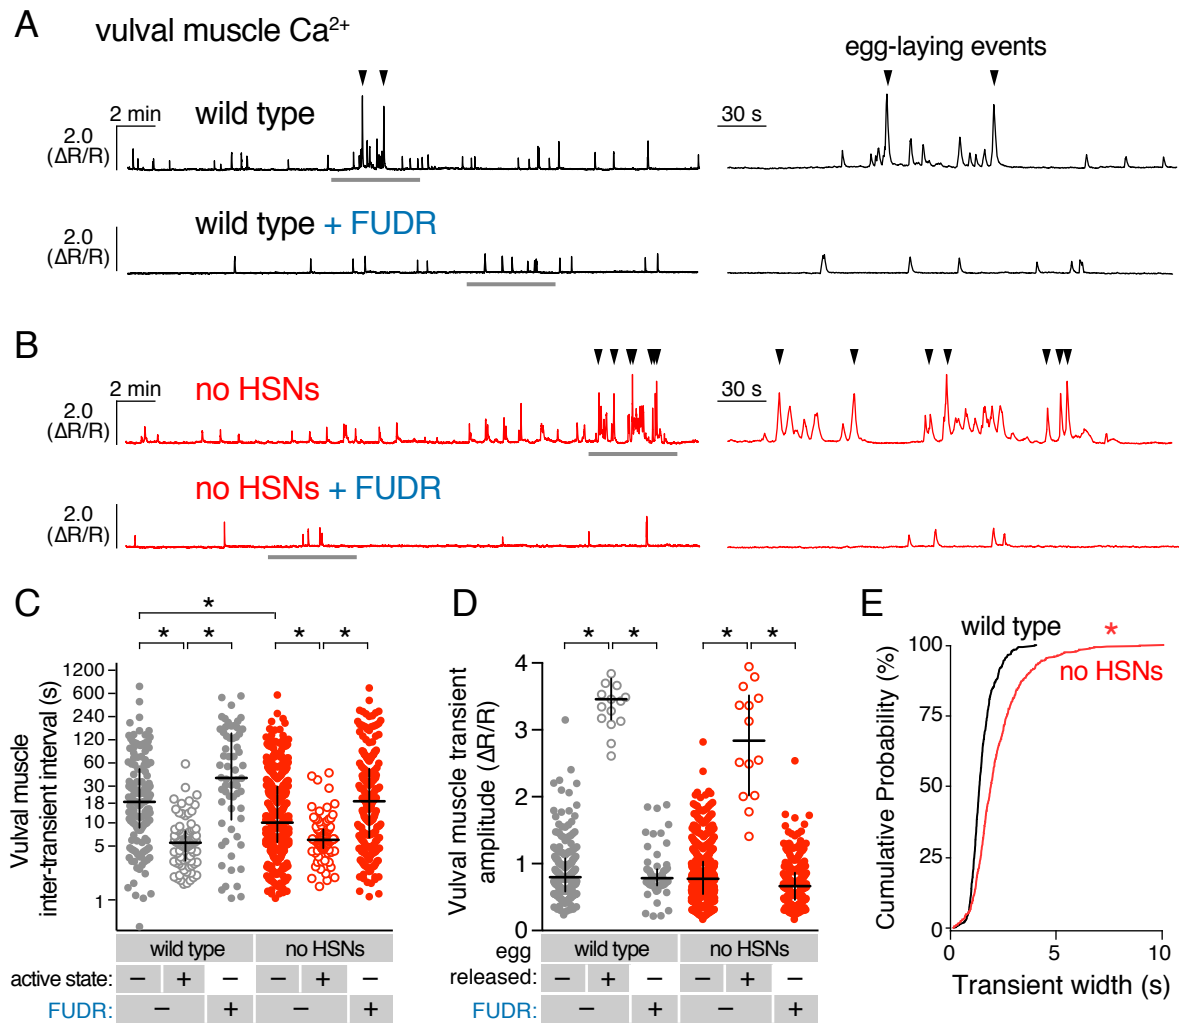 A
vulval muscle Ca²⁺
egg-laying events
2 min
wild type
30 s
2.0
(ΔR/R)
wild type + FUDR
2.0
(ΔR/R)
B
2 min
no HSNs
30 s
2.0
(ΔR/R)
no HSNs + FUDR
2.0
(ΔR/R)
C
Vulval muscle
inter-transient interval (s)
*
* * * *
1200
600
240
120
60
30
18
10
5
1
wild type no HSNs
active state: − + − − + −
FUDR: − + − +
D
Vulval muscle transient
amplitude (ΔR/R)
* * * *
4
3
2
1
0
egg wild type no HSNs
released: − + − − + −
FUDR: − + − +
E
Cumulative Probability (%)
wild type *
no HSNs
100
75
50
25
0
0 5 10
Transient width (s)